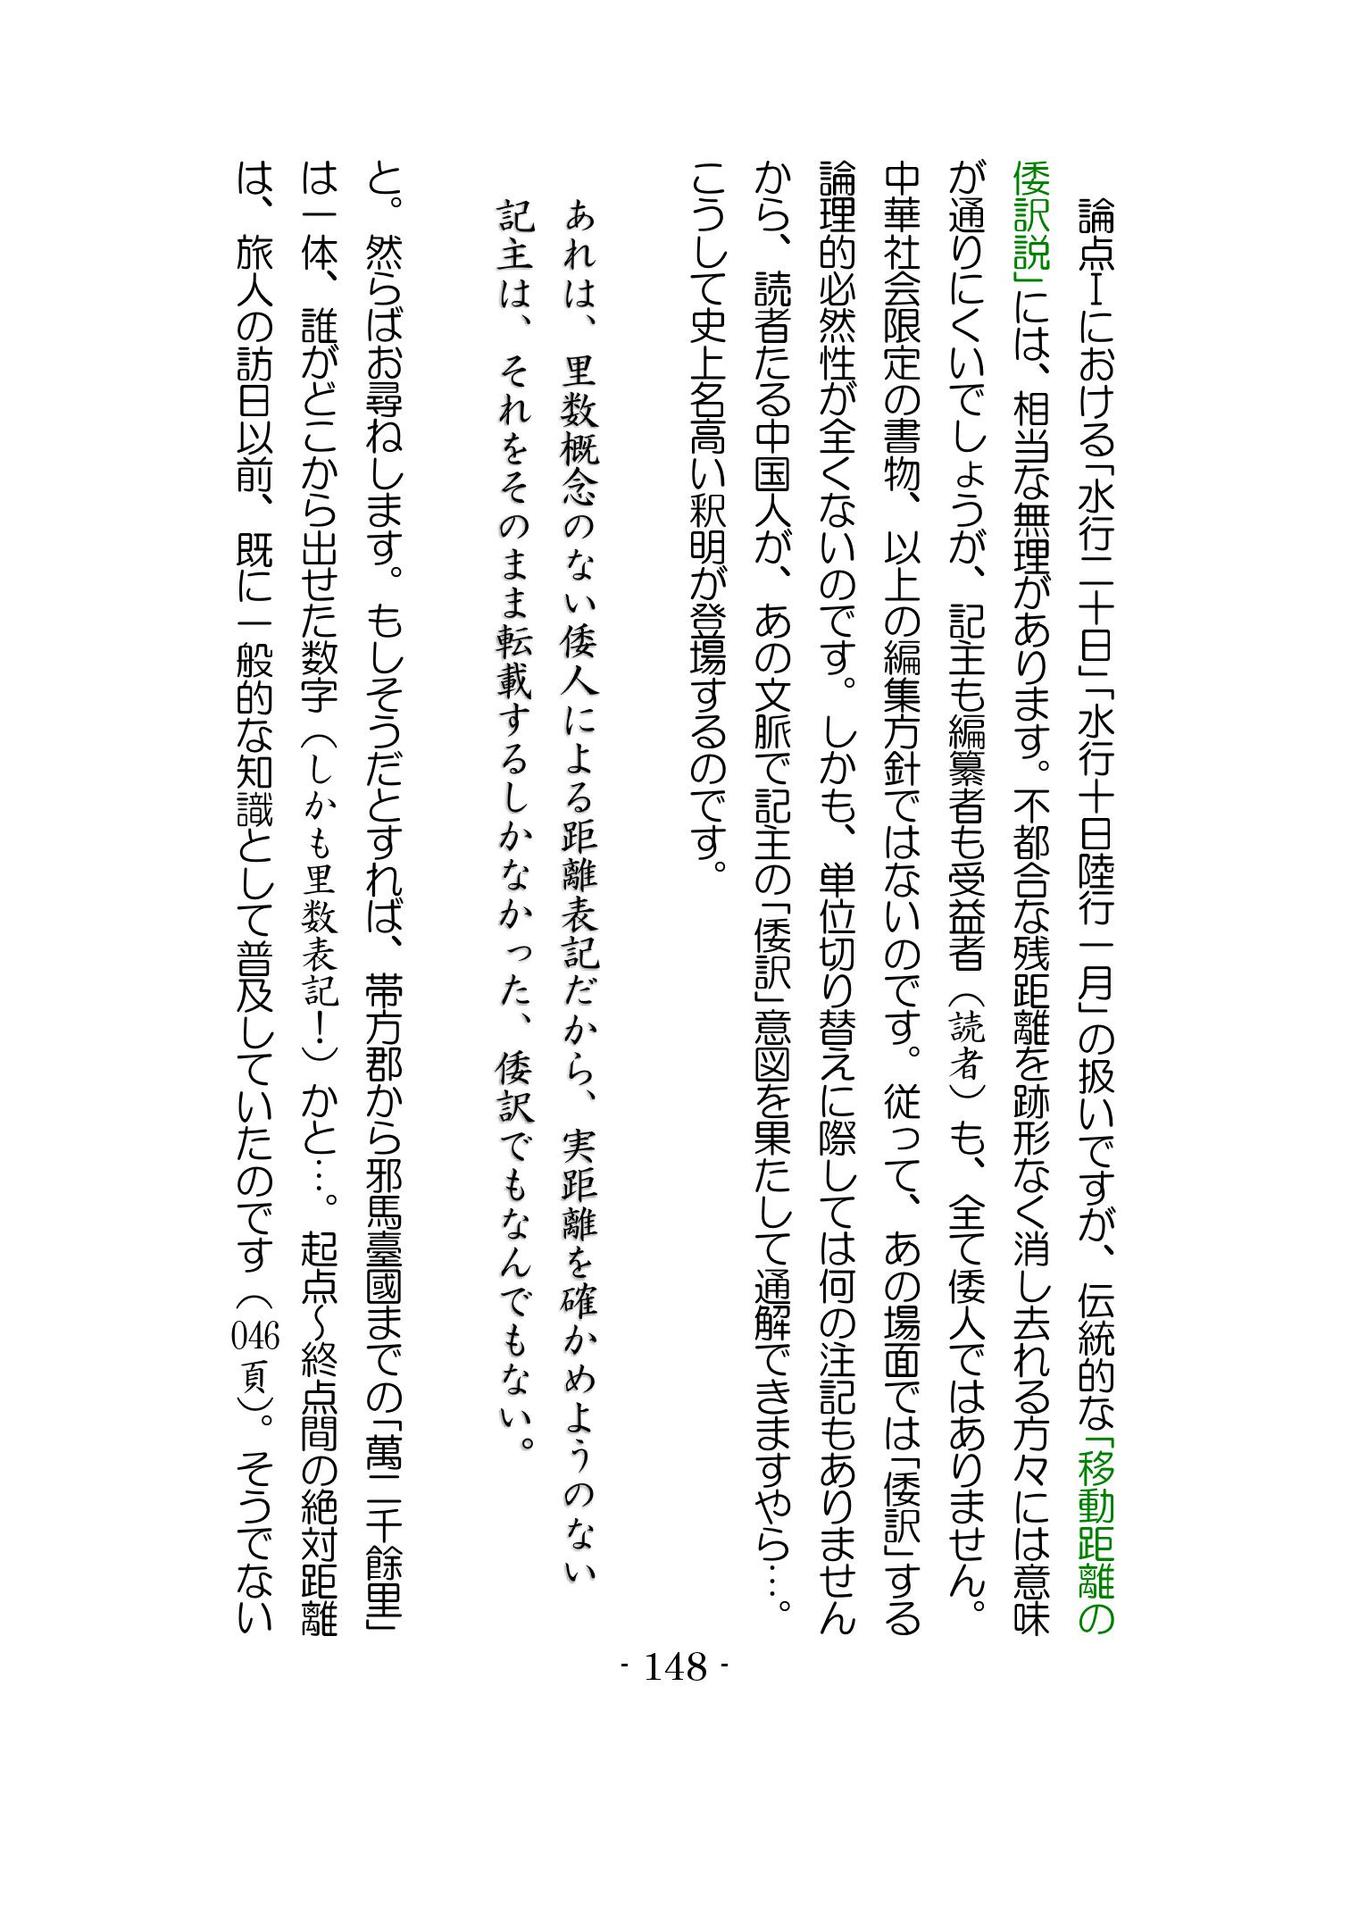 論点Ⅰにおける「水行二十日」「水行十日陸行一月」の扱いですが、伝統的な「移動距離の
倭訳説」には、相当な無理があります。不都合な残距離を跡形なく消し去れる方々には意味
が通りにくいでしょうが、記主も編纂者も受益者（読者）も、全て倭人ではありません。
中華社会限定の書物、以上の編集方針ではないのです。従って、あの場面では「倭訳」する
論理的必然性が全くないのです。しかも、単位切り替えに際しては何の注記もありません
から、読者たる中国人が、あの文脈で記主の「倭訳」意図を果たして通解できますやら…。
こうして史上名高い釈明が登場するのです。
あれは、里数概念のない倭人による距離表記だから、実距離を確かめようのない
記主は、それをそのまま転載するしかなかった、倭訳でもなんでもない。
と。然らばお尋ねします。もしそうだとすれば、帯方郡から邪馬臺國までの「萬二千餘里」
は一体、誰がどこから出せた数字（しかも里数表記！）かと…。起点～終点間の絶対距離
は、旅人の訪日以前、既に一般的な知識として普及していたのです（046頁）。そうでない
- 148 -